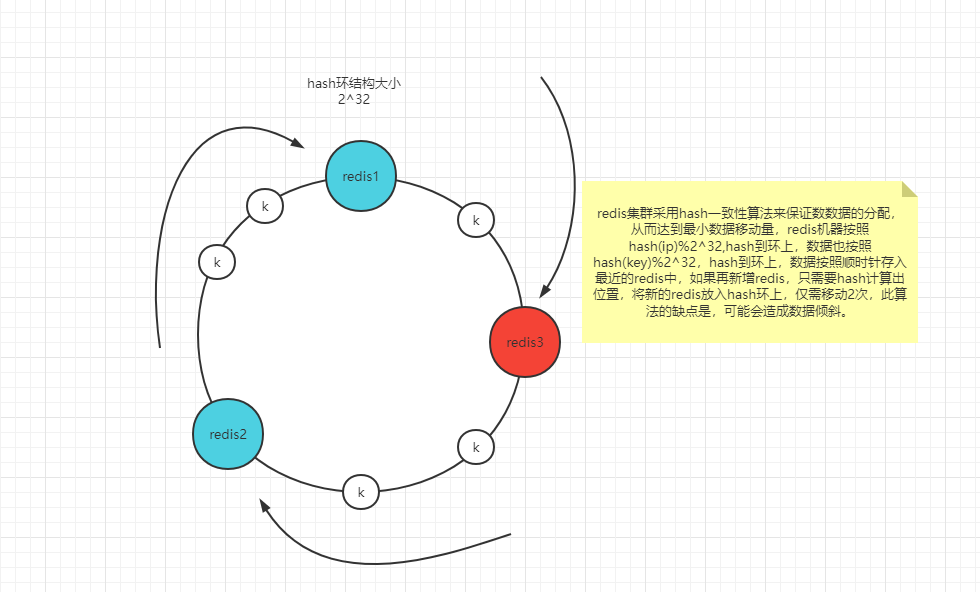 hash环结构大小
2^32
redis1
k
k
k
redis集群采用hash一致性算法来保证数数据的分配，
从而达到最小数据移动量，redis机器按照
hash(ip)%2^32,hash到环上，数据也按照
hash(key)%2^32，hash到环上，数据按照顺时针存入
最近的redis中，如果再新增redis，只需要hash计算出
位置，将新的redis放入hash环上，仅需移动2次，此算
法的缺点是，可能会造成数据倾斜。
redis3
redis2
k
k